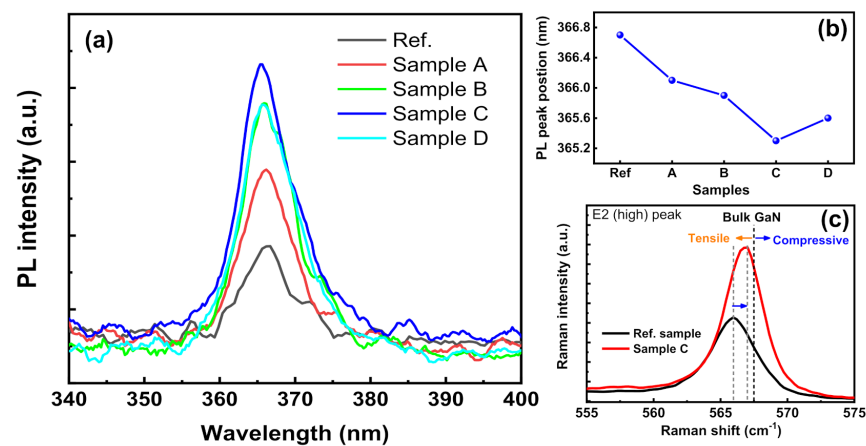 (a)
Ref.
Sample A
Sample B
Sample C
Sample D
PL intensity (a.u.)
340 350 360 370 380 390 400
Wavelength (nm)
(b)
PL peak postion (nm)
366.8
366.4
366.0
365.6
365.2
Ref A B C D
Samples
(c)
E2 (high) peak
Bulk GaN
Tensile
Compressive
Raman intensity (a.u.)
Ref. sample
Sample C
555 560 565 570 575
Raman shift (cm⁻¹)